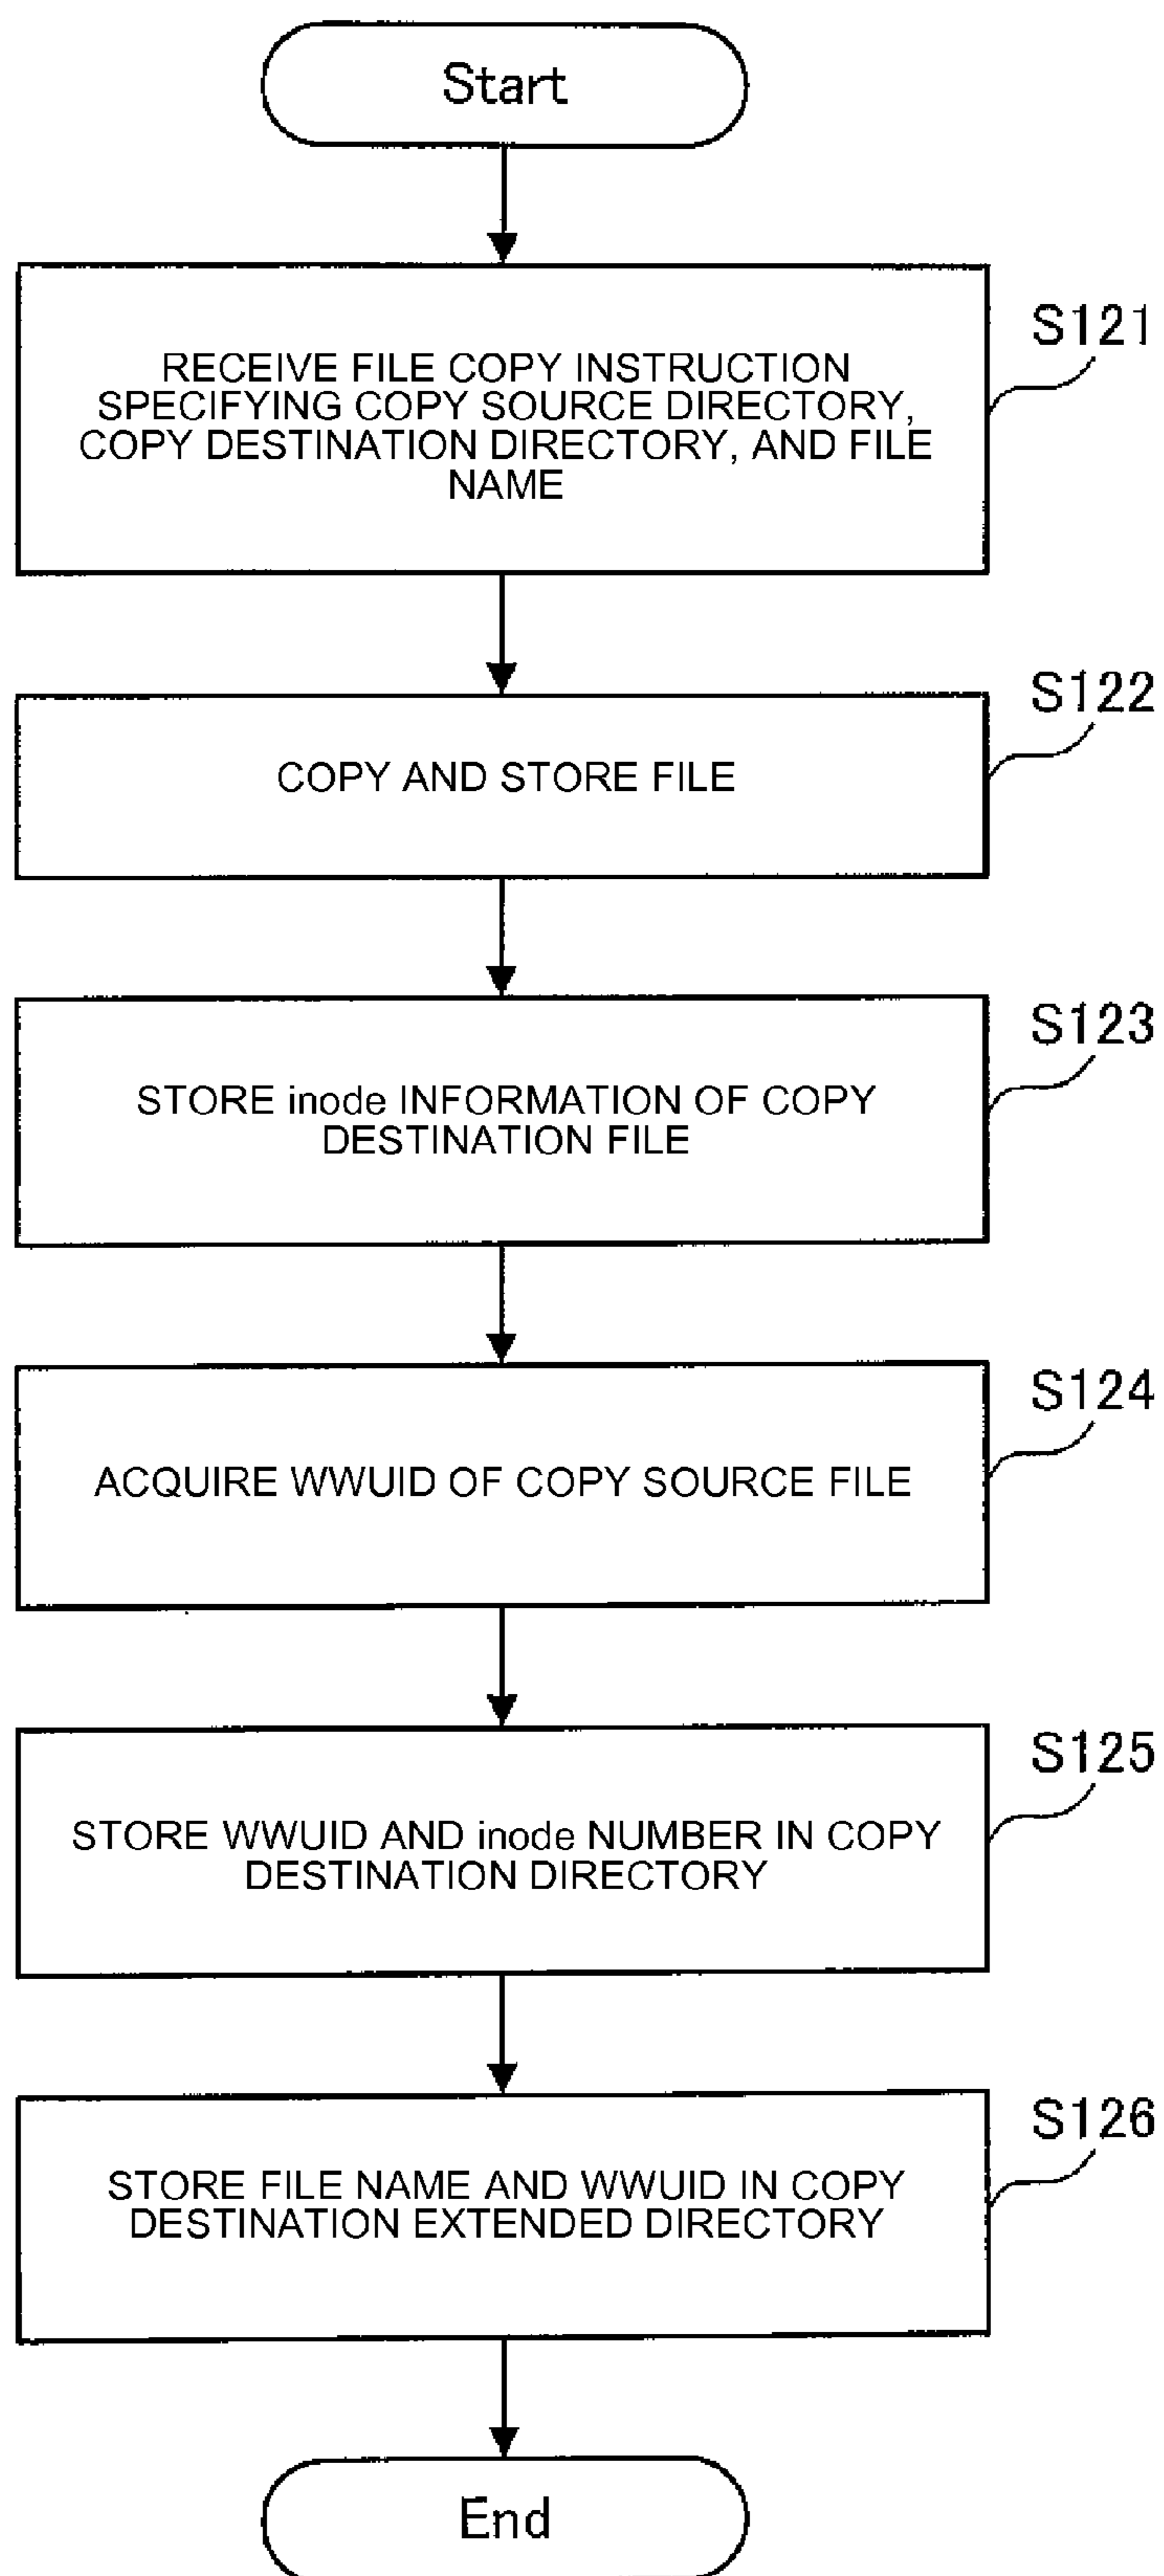 Start
S121
RECEIVE FILE COPY INSTRUCTION
SPECIFYING COPY SOURCE DIRECTORY,
COPY DESTINATION DIRECTORY, AND FILE
NAME
S122
COPY AND STORE FILE
S123
STORE inode INFORMATION OF COPY
DESTINATION FILE
S124
ACQUIRE WWUID OF COPY SOURCE FILE
S125
STORE WWUID AND inode NUMBER IN COPY
DESTINATION DIRECTORY
S126
STORE FILE NAME AND WWUID IN COPY
DESTINATION EXTENDED DIRECTORY
End